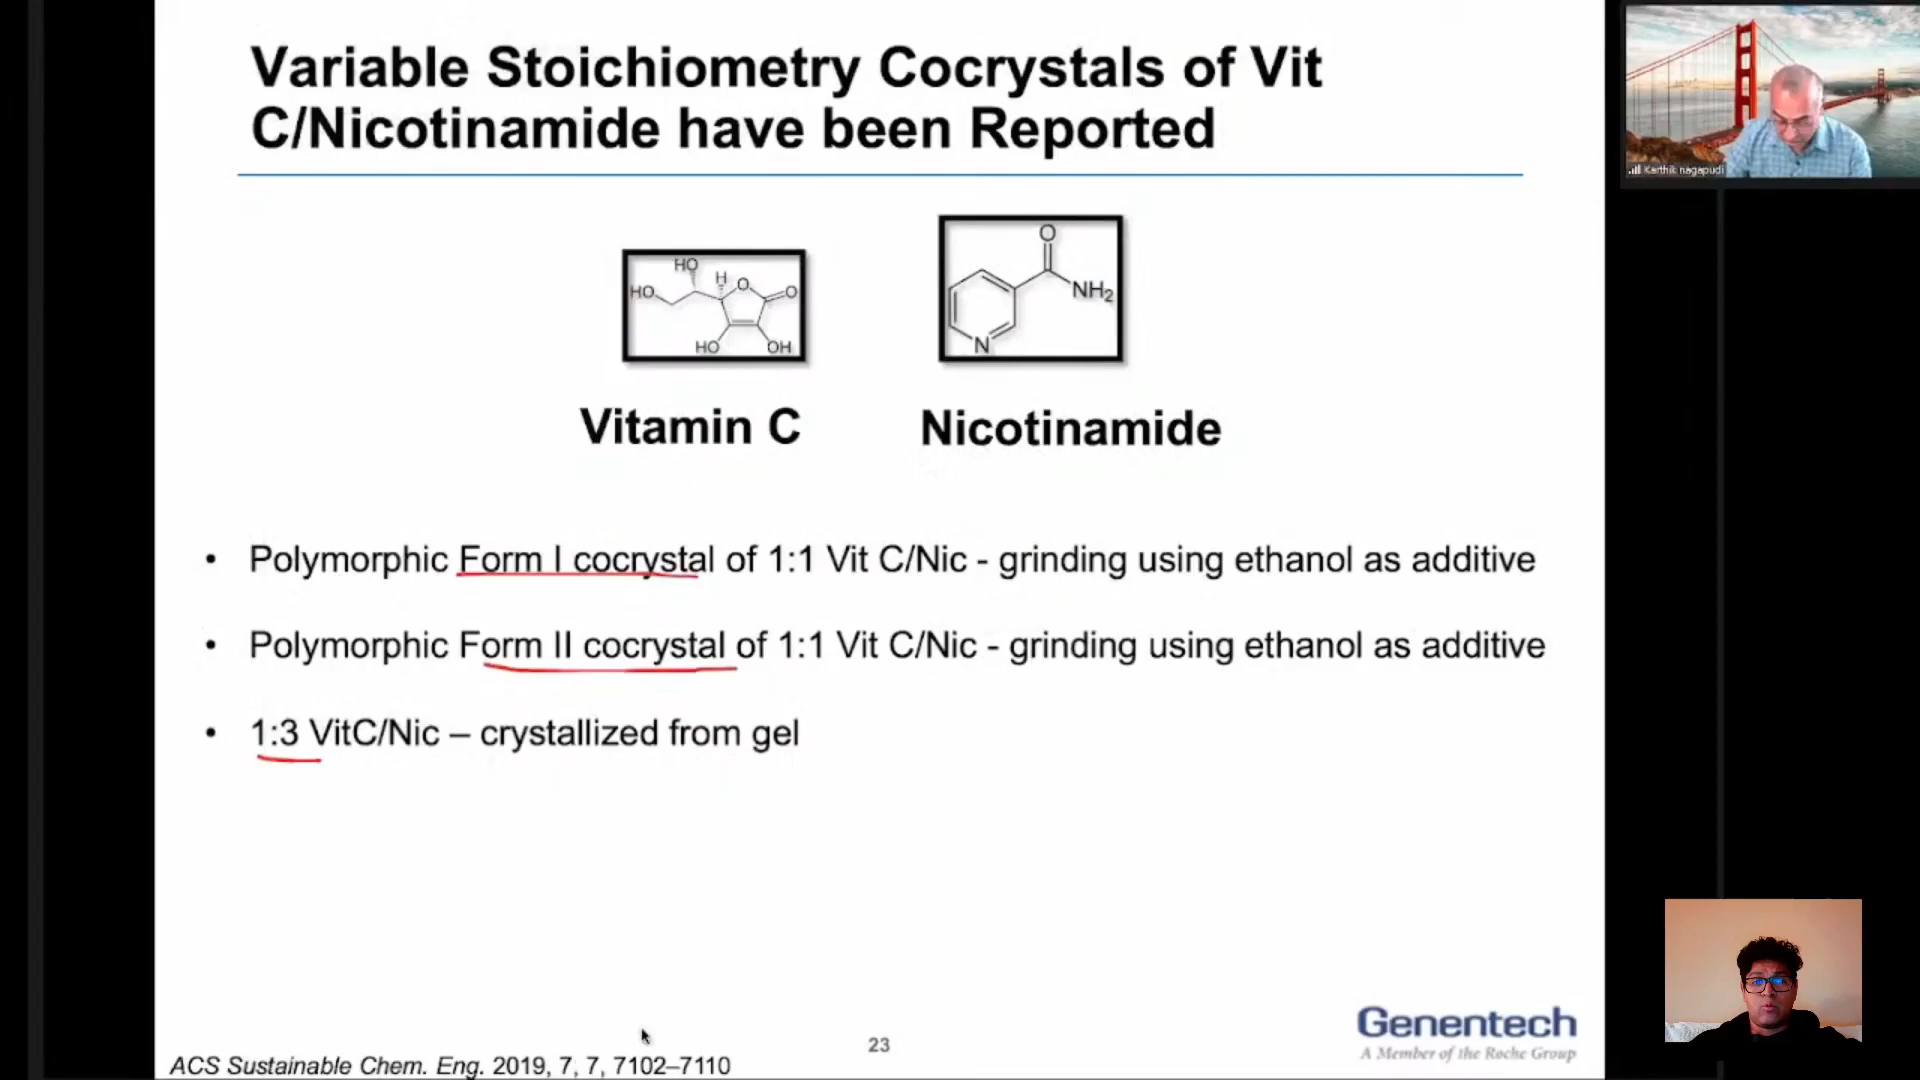 Variable Stoichiometry Cocrystals of Vit
C/Nicotinamide have been Reported
Karthik nagapudi
HO
H
O
HO
O
HO
OH
O
NH2
N
Vitamin C
Nicotinamide
• Polymorphic Form I cocrystal of 1:1 Vit C/Nic - grinding using ethanol as additive
• Polymorphic Form II cocrystal of 1:1 Vit C/Nic - grinding using ethanol as additive
• 1:3 VitC/Nic – crystallized from gel
Genentech
A Member of the Roche Group
23
ACS Sustainable Chem. Eng. 2019, 7, 7, 7102–7110